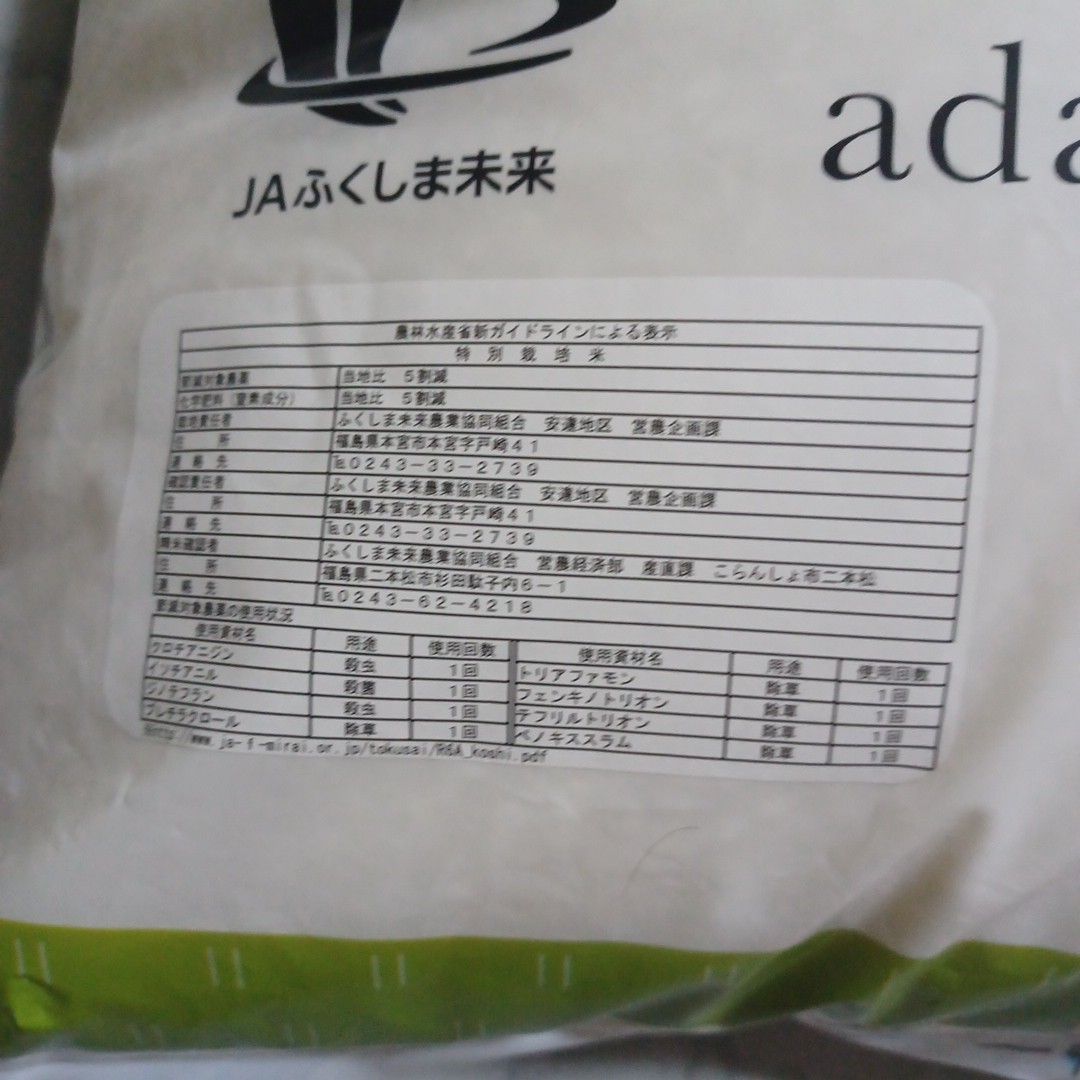 JAふくしま未来
ada
農林水産省新ガイドラインによる表示
特別栽培米
節減対象農薬 当地比 5割減
化学肥料(窒素成分) 当地比 5割減
栽培責任者 ふくしま未来農業協同組合 安達地区 営農企画課
住所 福島県本宮市本宮字戸崎41
連絡先 ℡0243-33-2739
確認責任者 ふくしま未来農業協同組合 安達地区 営農企画課
住所 福島県本宮市本宮字戸崎41
連絡先 ℡0243-33-2739
精米確認者 ふくしま未来農業協同組合 営農経済部 産直課 こらんしょ市二本松
住所 福島県二本松市杉田駄子内6-1
連絡先 ℡0243-62-4218
節減対象農薬の使用状況
使用資材名 用途 使用回数 使用資材名 用途 使用回数
クロチアニジン 殺虫 1回 トリアファモン 除草 1回
イソチアニル 殺菌 1回 フェンキノトリオン 除草 1回
ジノテフラン 殺虫 1回 テフリルトリオン 除草 1回
プレチラクロール 除草 1回 ペノキススラム 除草 1回
http://www.ja-f-mirai.or.jp/tokusai/R6A_koshi.pdf